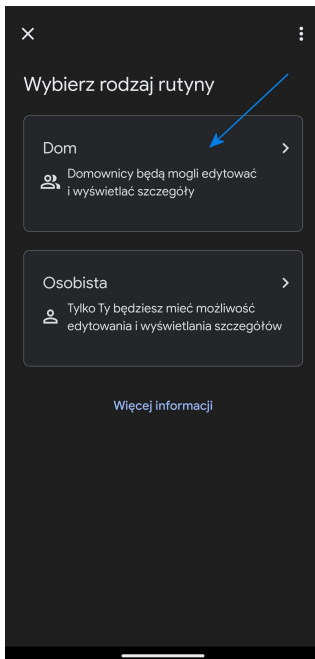 Wybierz rodzaj rutyny
Dom
Domownicy będą mogli edytować
i wyświetlać szczegóły
Osobista
Tylko Ty będziesz mieć możliwość
edytowania i wyświetlania szczegółów
Więcej informacji